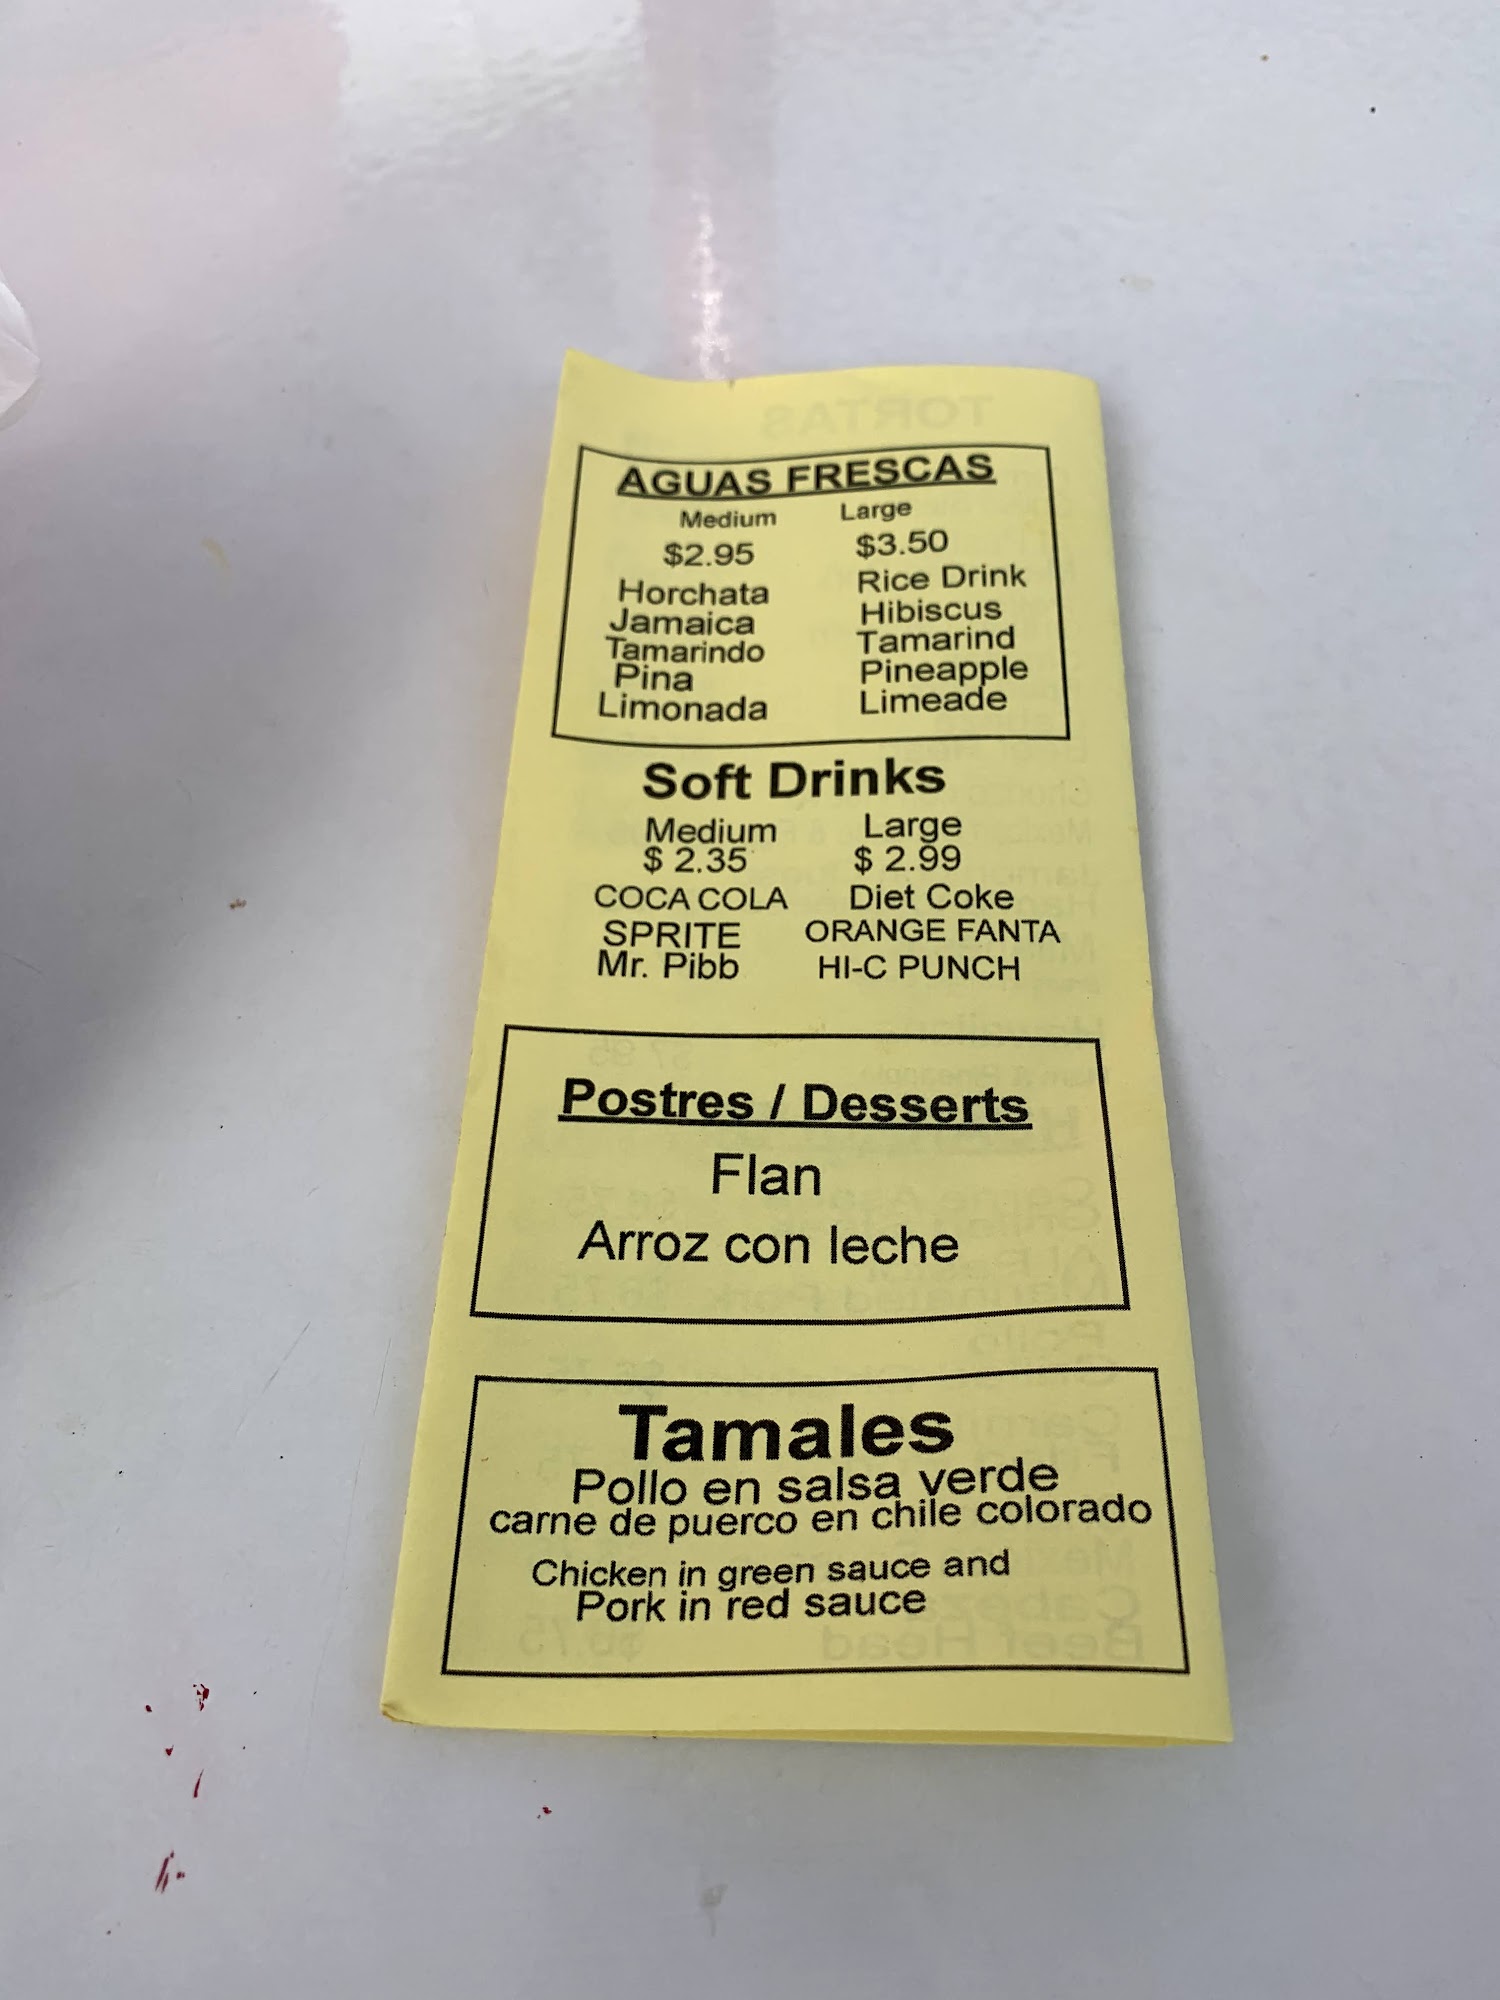 AGUAS FRESCAS
Medium Large
$2.95 $3.50
Horchata Rice Drink
Jamaica Hibiscus
Tamarindo Tamarind
Pina Pineapple
Limonada Limeade
Soft Drinks
Medium Large
$ 2.35 $ 2.99
COCA COLA Diet Coke
SPRITE ORANGE FANTA
Mr. Pibb HI-C PUNCH
Postres / Desserts
Flan
Arroz con leche
Tamales
Pollo en salsa verde
carne de puerco en chile colorado
Chicken in green sauce and
Pork in red sauce